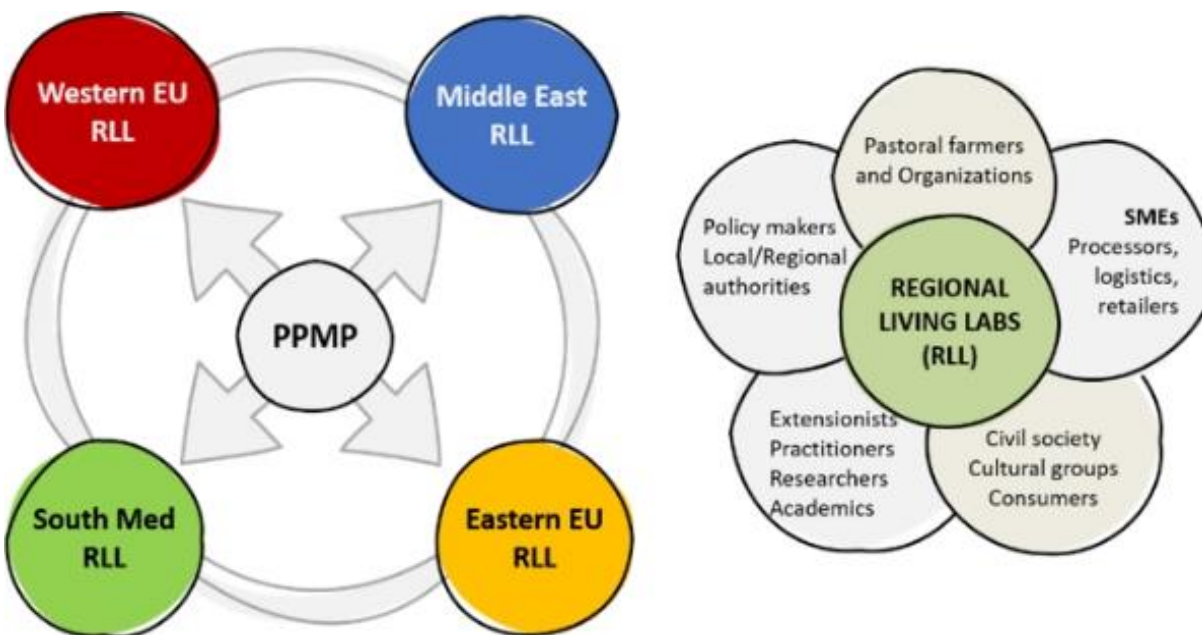 Western EU
RLL
Middle East
RLL
PPMP
South Med
RLL
Eastern EU
RLL
Pastoral farmers
and Organizations
Policy makers
Local/Regional
authorities
SMEs
Processors,
logistics,
retailers
REGIONAL
LIVING LABS
(RLL)
Extensionists
Practitioners
Researchers
Academics
Civil society
Cultural groups
Consumers